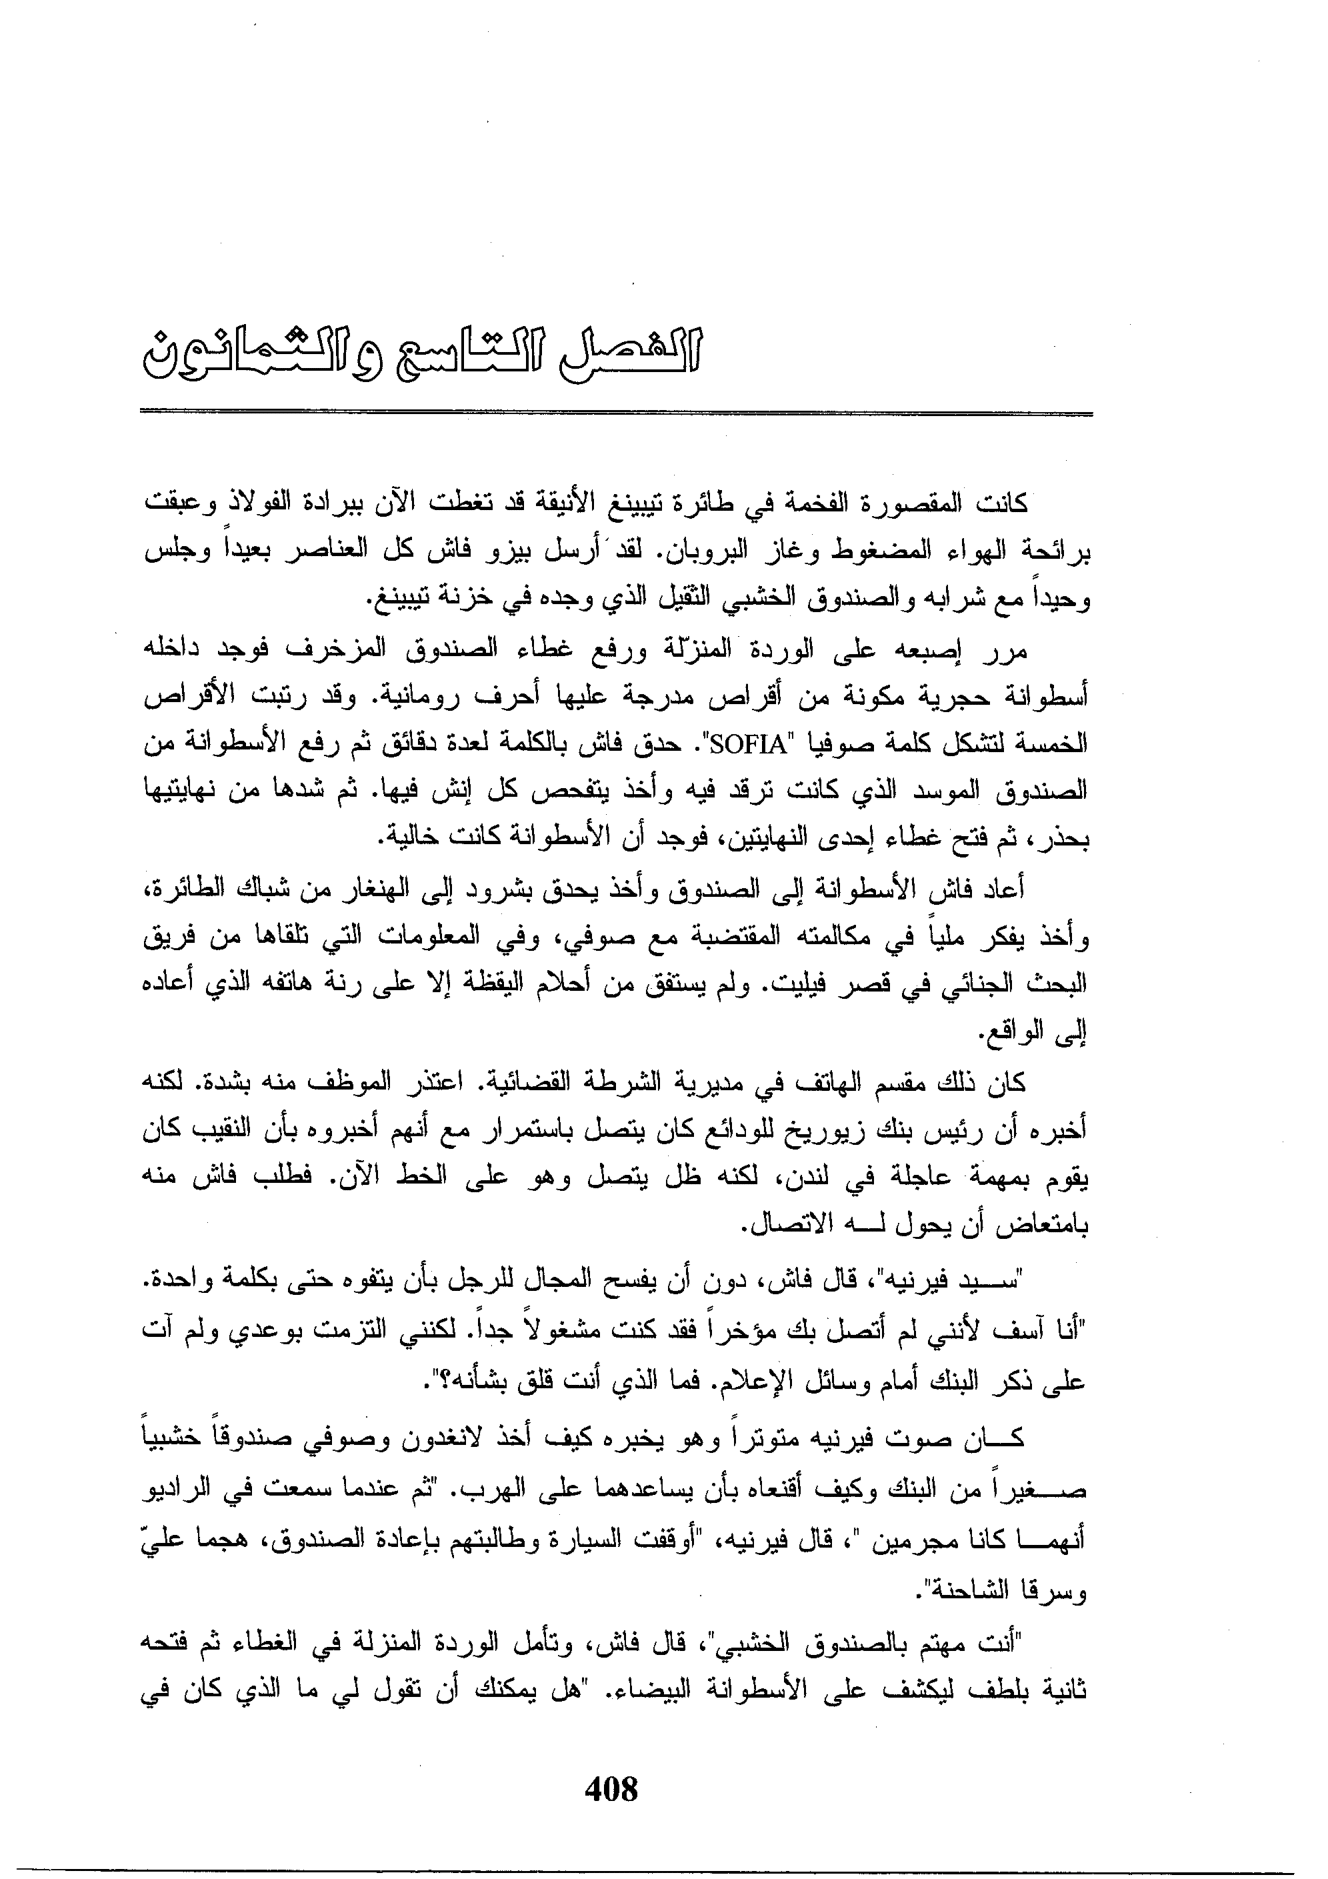 الفصل التاسع والثمانون
كانت المقصورة الفخمة في طائرة تيبينغ الأنيقة قد تغطت الآن ببرادة الفولاذ وعبقت
برائحة الهواء المضغوط وغاز البروبان. لقد أرسل بيزو فاش كل العناصر بعيداً وجلس
وحيداً مع شرابه والصندوق الخشبي الثقيل الذي وجده في خزنة تيبينغ.
مرر إصبعه على الوردة المنزلّة ورفع غطاء الصندوق المزخرف فوجد داخله
أسطوانة حجرية مكونة من أقراص مدرجة عليها أحرف رومانية. وقد رتبت الأقراص
الخمسة لتشكل كلمة صوفيا "SOFIA". حدق فاش بالكلمة لعدة دقائق ثم رفع الأسطوانة من
الصندوق الموسد الذي كانت ترقد فيه وأخذ يتفحص كل إنش فيها. ثم شدها من نهايتيها
بحذر، ثم فتح غطاء إحدى النهايتين، فوجد أن الأسطوانة كانت خالية.
أعاد فاش الأسطوانة إلى الصندوق وأخذ يحدق بشرود إلى الهنغار من شباك الطائرة،
وأخذ يفكر ملياً في مكالمته المقتضبة مع صوفي، وفي المعلومات التي تلقاها من فريق
البحث الجنائي في قصر فيليت. ولم يستفق من أحلام اليقظة إلا على رنة هاتفه الذي أعاده
إلى الواقع.
كان ذلك مقسم الهاتف في مديرية الشرطة القضائية. اعتذر الموظف منه بشدة. لكنه
أخبره أن رئيس بنك زيوريخ للودائع كان يتصل باستمرار مع أنهم أخبروه بأن النقيب كان
يقوم بمهمة عاجلة في لندن، لكنه ظل يتصل وهو على الخط الآن. فطلب فاش منه
بامتعاض أن يحول لـه الاتصال.
"سـيد فيرنيه"، قال فاش، دون أن يفسح المجال للرجل بأن يتفوه حتى بكلمة واحدة.
"أنا آسف لأنني لم أتصل بك مؤخراً فقد كنت مشغولاً جداً. لكنني التزمت بوعدي ولم آت
على ذكر البنك أمام وسائل الإعلام. فما الذي أنت قلق بشأنه؟".
كـان صوت فيرنيه متوتراً وهو يخبره كيف أخذ لانغدون وصوفي صندوقاً خشبياً
صـغيراً من البنك وكيف أقنعاه بأن يساعدهما على الهرب. "ثم عندما سمعت في الراديو
أنهمـا كانا مجرمين "، قال فيرنيه، "أوقفت السيارة وطالبتهم بإعادة الصندوق، هجما عليّ
وسرقا الشاحنة".
"أنت مهتم بالصندوق الخشبي"، قال فاش، وتأمل الوردة المنزلة في الغطاء ثم فتحه
ثانية بلطف ليكشف على الأسطوانة البيضاء. "هل يمكنك أن تقول لي ما الذي كان في
408